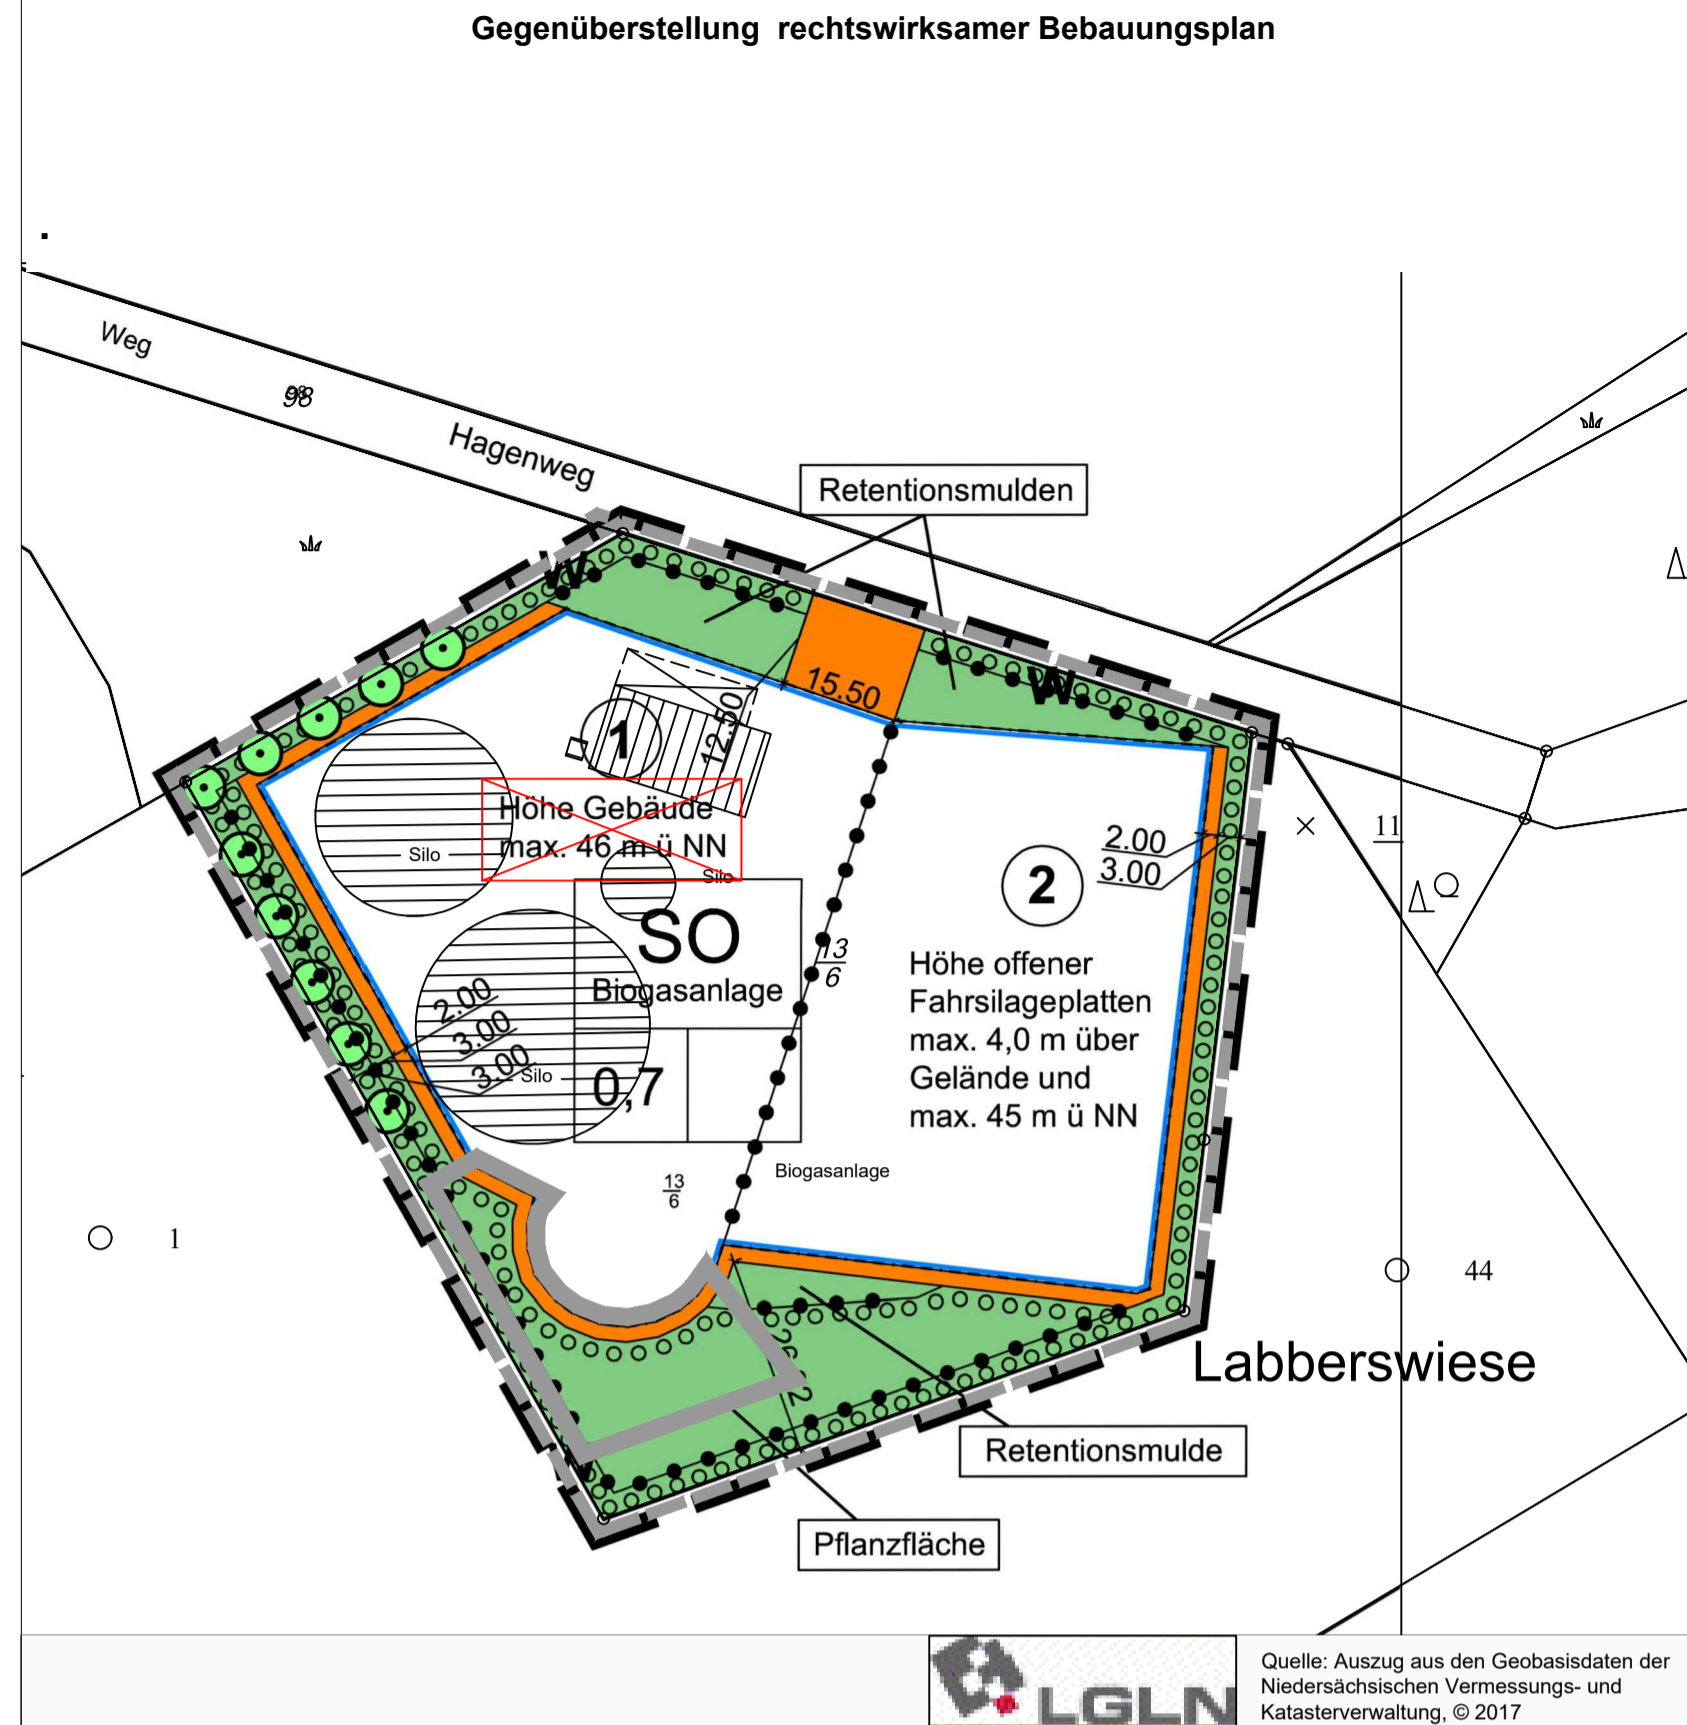 Gegenüberstellung rechtswirksamer Bebauungsplan
Weg
98
Hagenweg
Retentionsmulden
W
W
15.50
12.50
1
Höhe Gebäude
max. 46 m ü NN
Silo
Silo
SO
Biogasanlage
0,7
2.00
3.00
3.00
Silo
13
6
2
2.00
3.00
Höhe offener
Fahrsilageplatten
max. 4,0 m über
Gelände und
max. 45 m ü NN
11
13
6
Biogasanlage
1
44
Labberswiese
Retentionsmulde
Pflanzfläche
LGLN
Quelle: Auszug aus den Geobasisdaten der
Niedersächsischen Vermessungs- und
Katasterverwaltung, © 2017